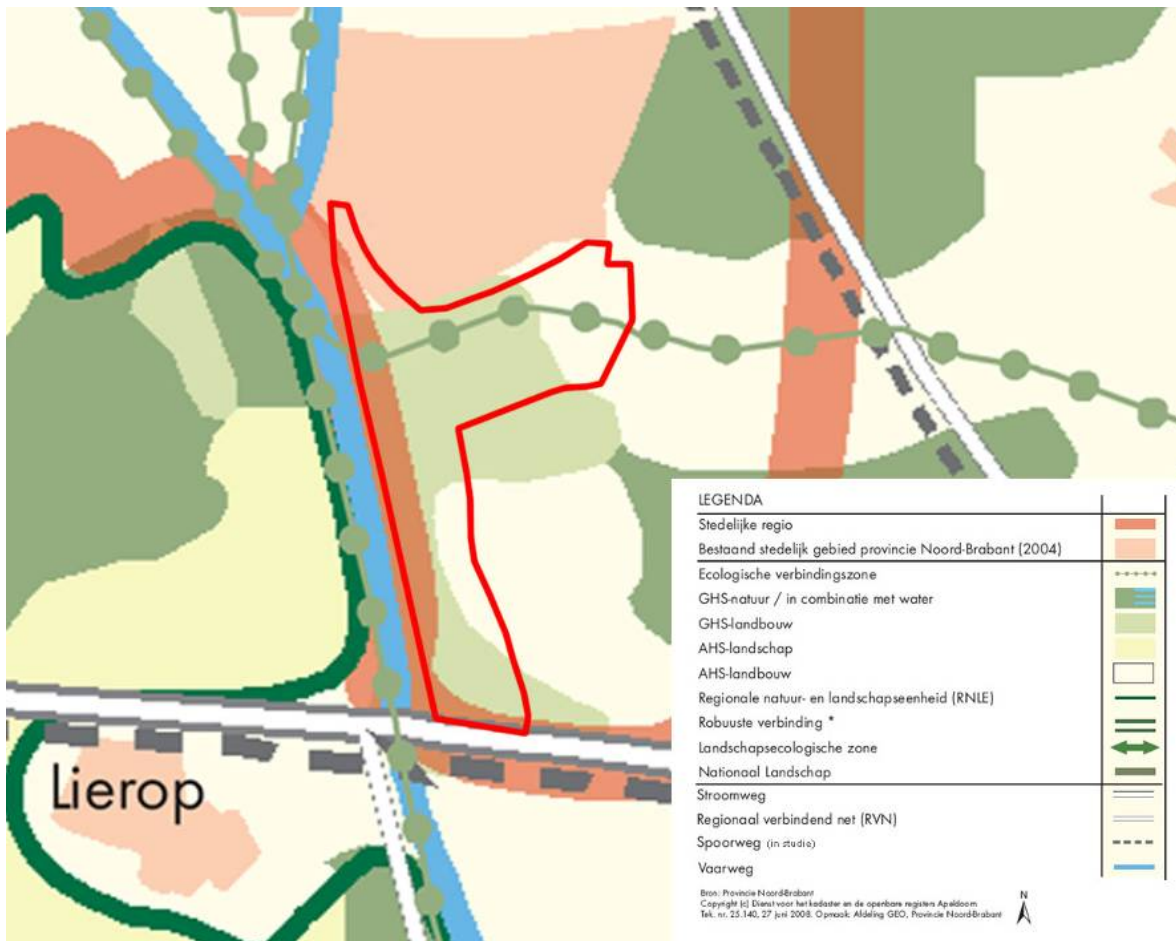 Lierop
LEGENDA
Stedelijke regio
Bestaand stedelijk gebied provincie Noord-Brabant (2004)
Ecologische verbindingszone
GHS-natuur / in combinatie met water
GHS-landbouw
AHS-landschap
AHS-landbouw
Regionale natuur- en landschapseenheid (RNLE)
Robuuste verbinding *
Landschapsecologische zone
Nationaal Landschap
Stroomweg
Regionaal verbindend net (RVN)
Spoorweg (in studie)
Vaarweg
Bron: Provincie Noord-Brabant
Copyright (c) Dienst voor het kadaster en de openbare registers Apeldoorn
Tek. nr. 25.140, 27 juni 2008. Opmaak: Afdeling GEO, Provincie Noord-Brabant
N